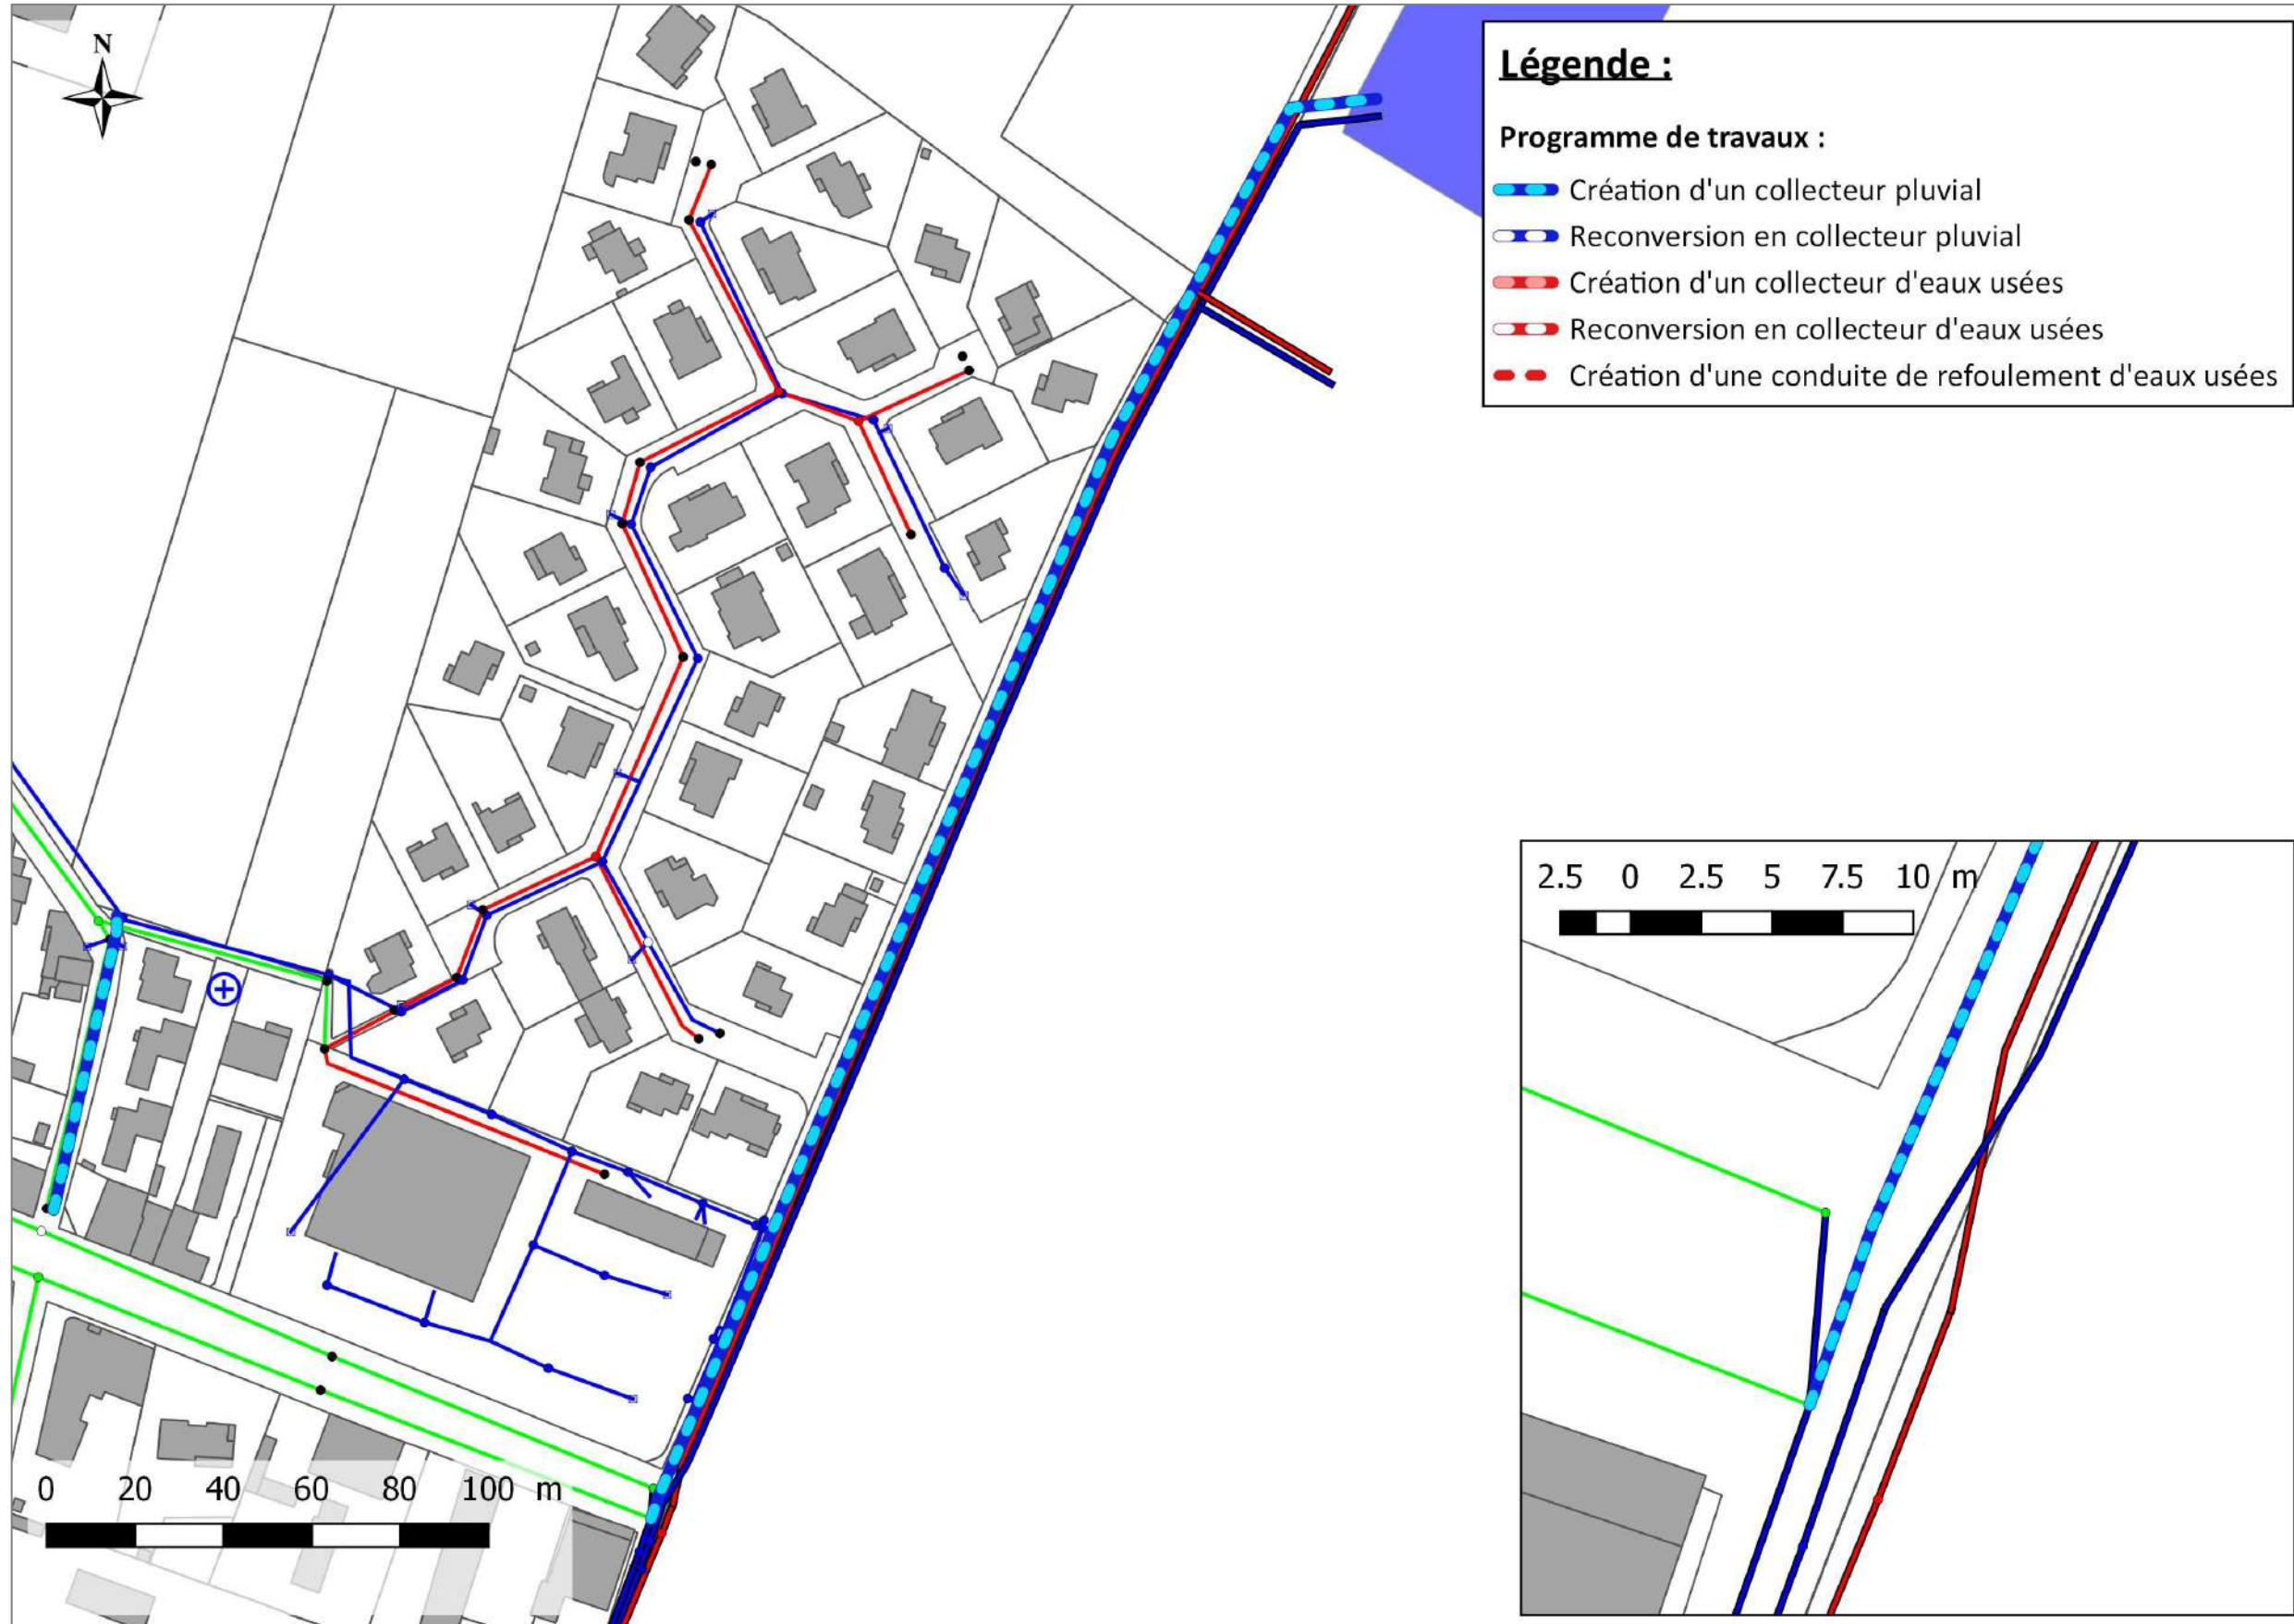 N
Légende :
Programme de travaux :
Création d'un collecteur pluvial
Reconversion en collecteur pluvial
Création d'un collecteur d'eaux usées
Reconversion en collecteur d'eaux usées
Création d'une conduite de refoulement d'eaux usées
2.5 0 2.5 5 7.5 10 m
0 20 40 60 80 100 m